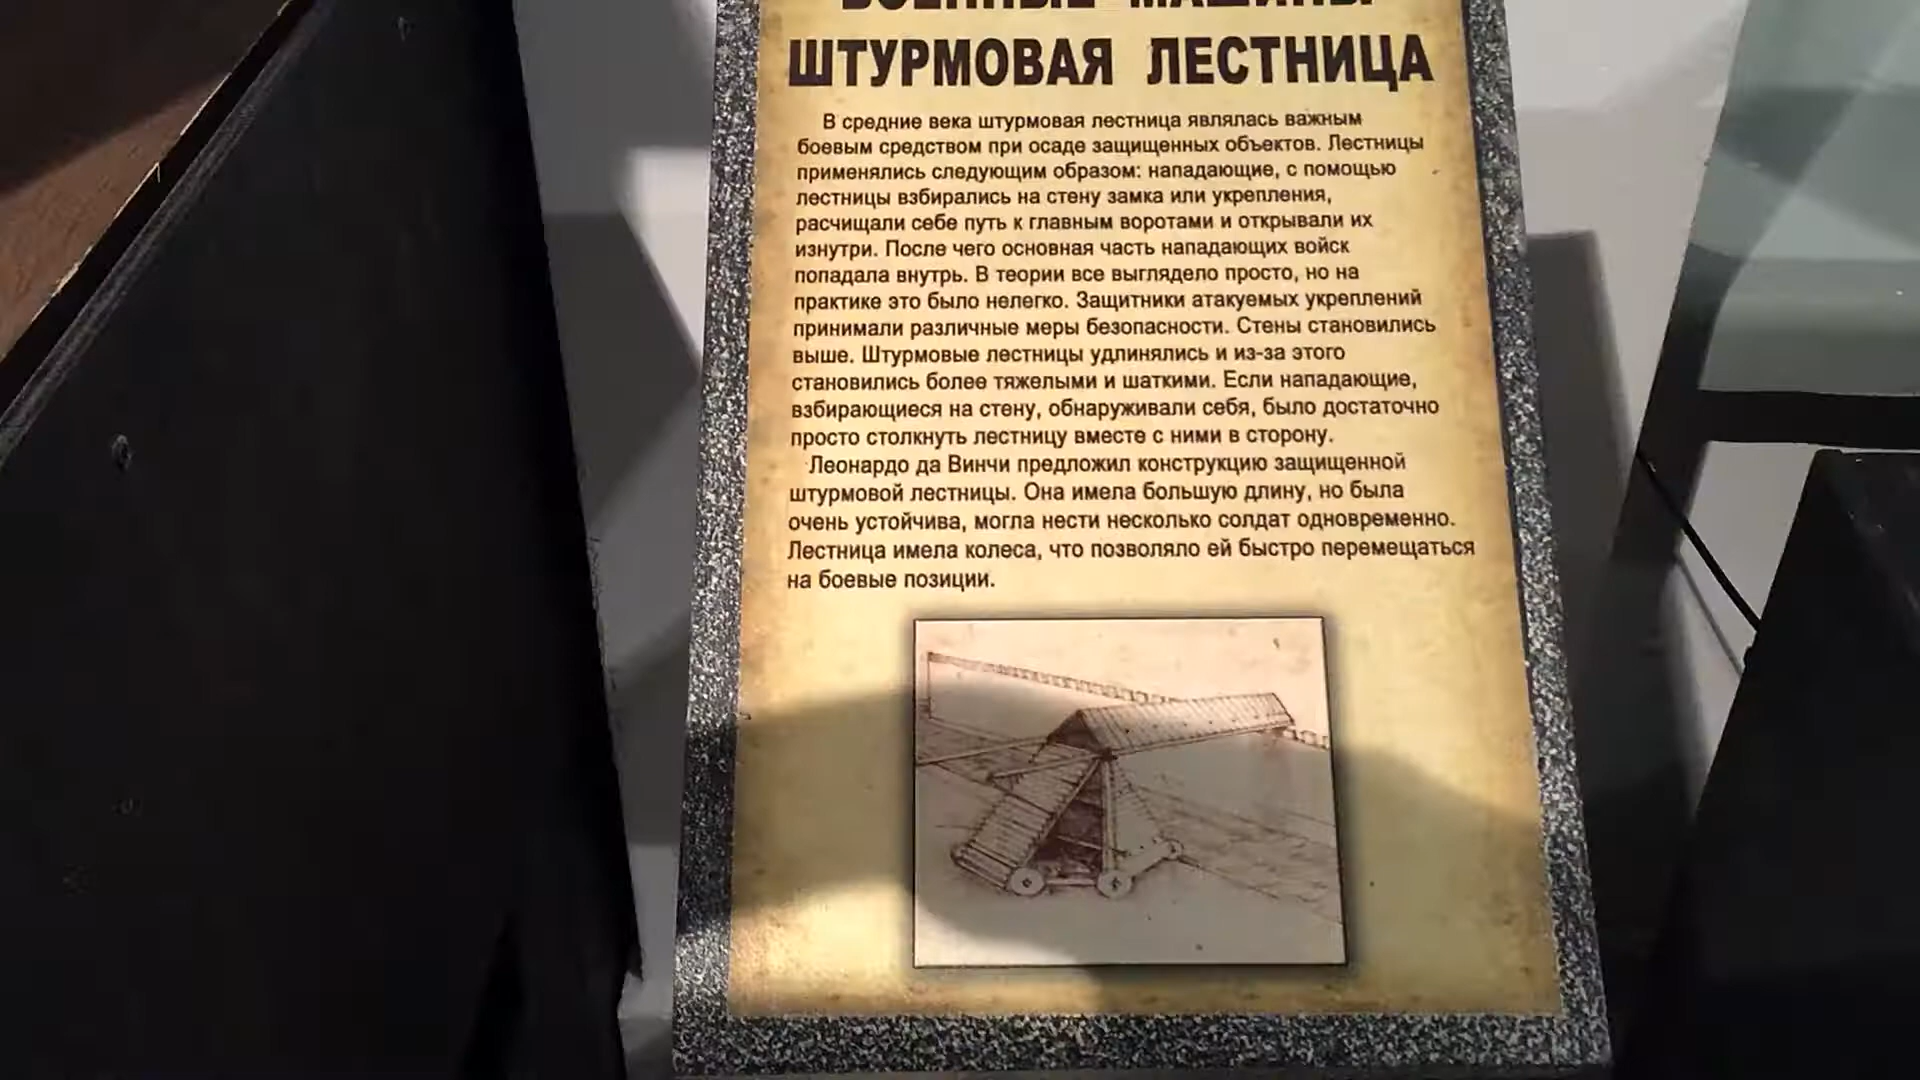 ВОЕННЫЕ МАШИНЫ
ШТУРМОВАЯ ЛЕСТНИЦА
В средние века штурмовая лестница являлась важным
боевым средством при осаде защищенных объектов. Лестницы
применялись следующим образом: нападающие, с помощью
лестницы взбирались на стену замка или укрепления,
расчищали себе путь к главным воротами и открывали их
изнутри. После чего основная часть нападающих войск
попадала внутрь. В теории все выглядело просто, но на
практике это было нелегко. Защитники атакуемых укреплений
принимали различные меры безопасности. Стены становились
выше. Штурмовые лестницы удлинялись и из-за этого
становились более тяжелыми и шаткими. Если нападающие,
взбирающиеся на стену, обнаруживали себя, было достаточно
просто столкнуть лестницу вместе с ними в сторону.
Леонардо да Винчи предложил конструкцию защищенной
штурмовой лестницы. Она имела большую длину, но была
очень устойчива, могла нести несколько солдат одновременно.
Лестница имела колеса, что позволяло ей быстро перемещаться
на боевые позиции.